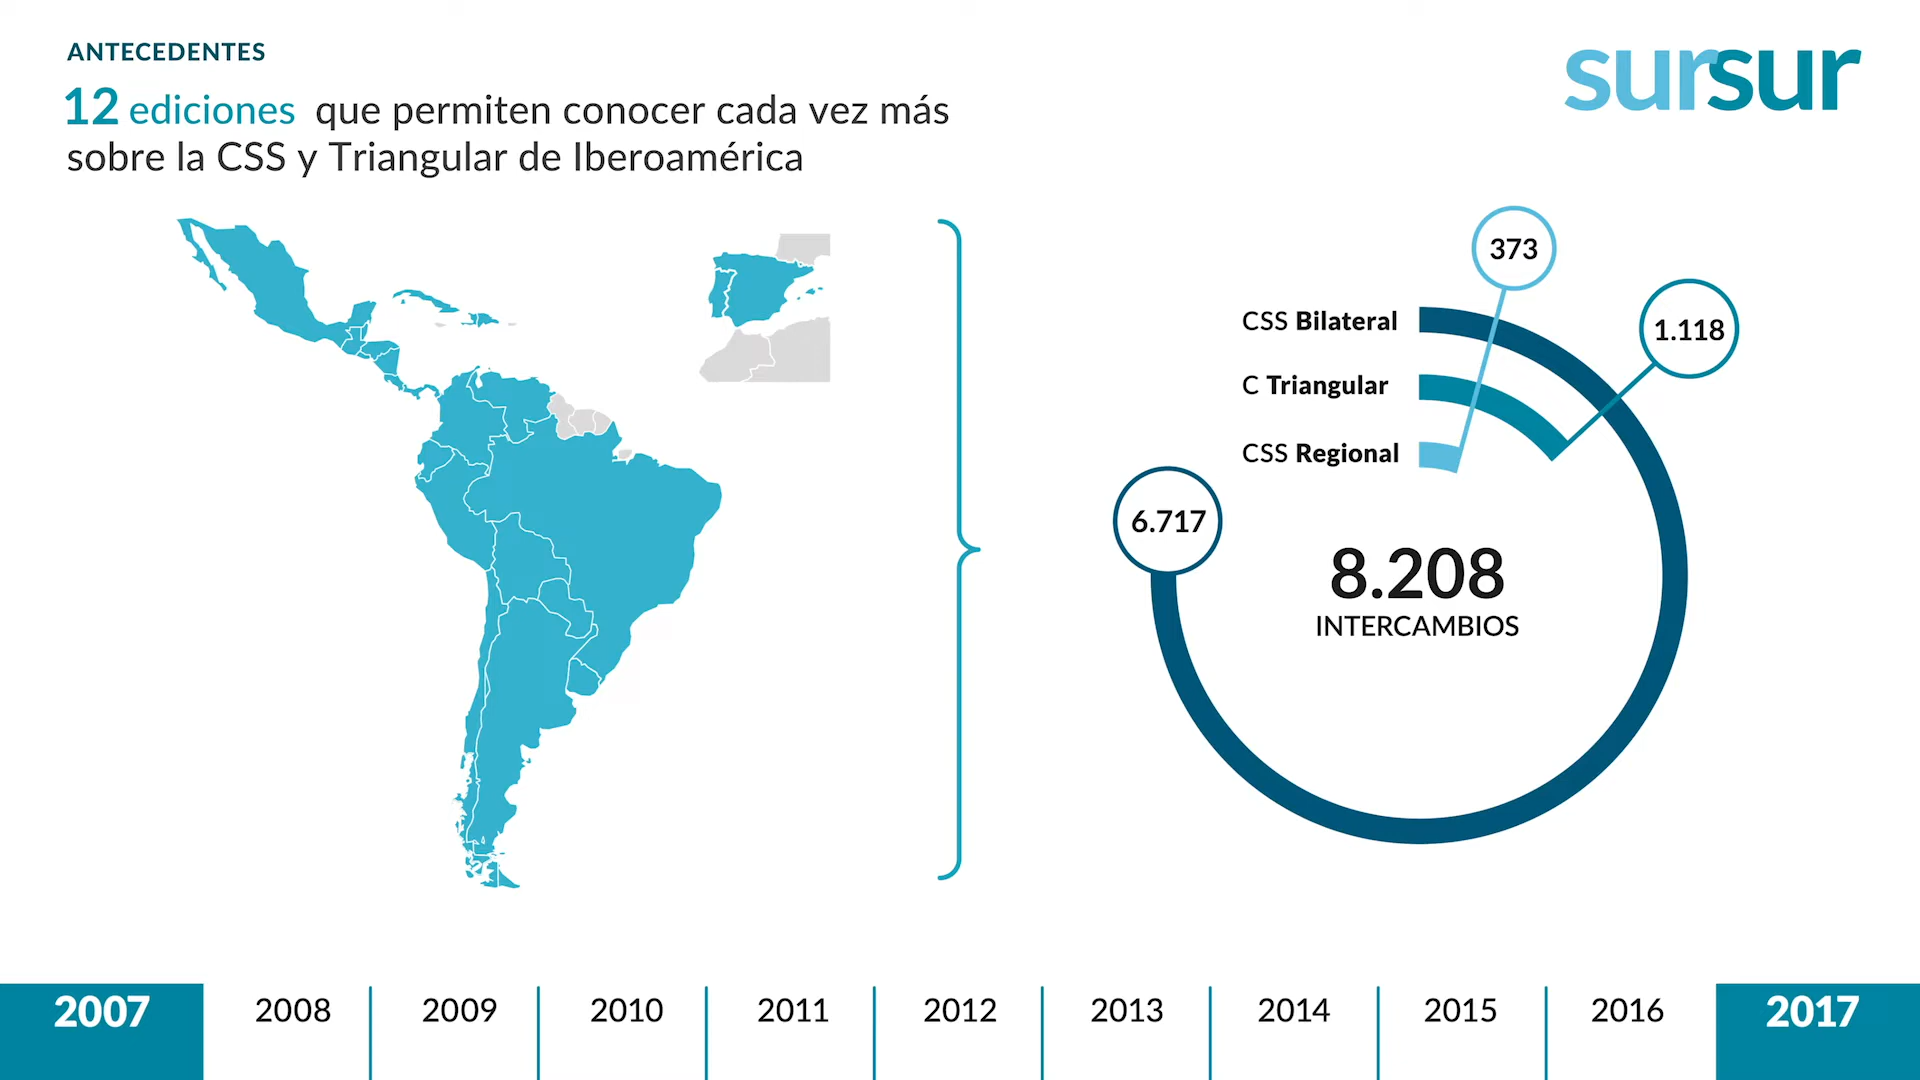 ANTECEDENTES
12 ediciones que permiten conocer cada vez más
sobre la CSS y Triangular de Iberoamérica
sursur
373
1.118
CSS Bilateral
C Triangular
CSS Regional
6.717
8.208
INTERCAMBIOS
2007
2008
2009
2010
2011
2012
2013
2014
2015
2016
2017